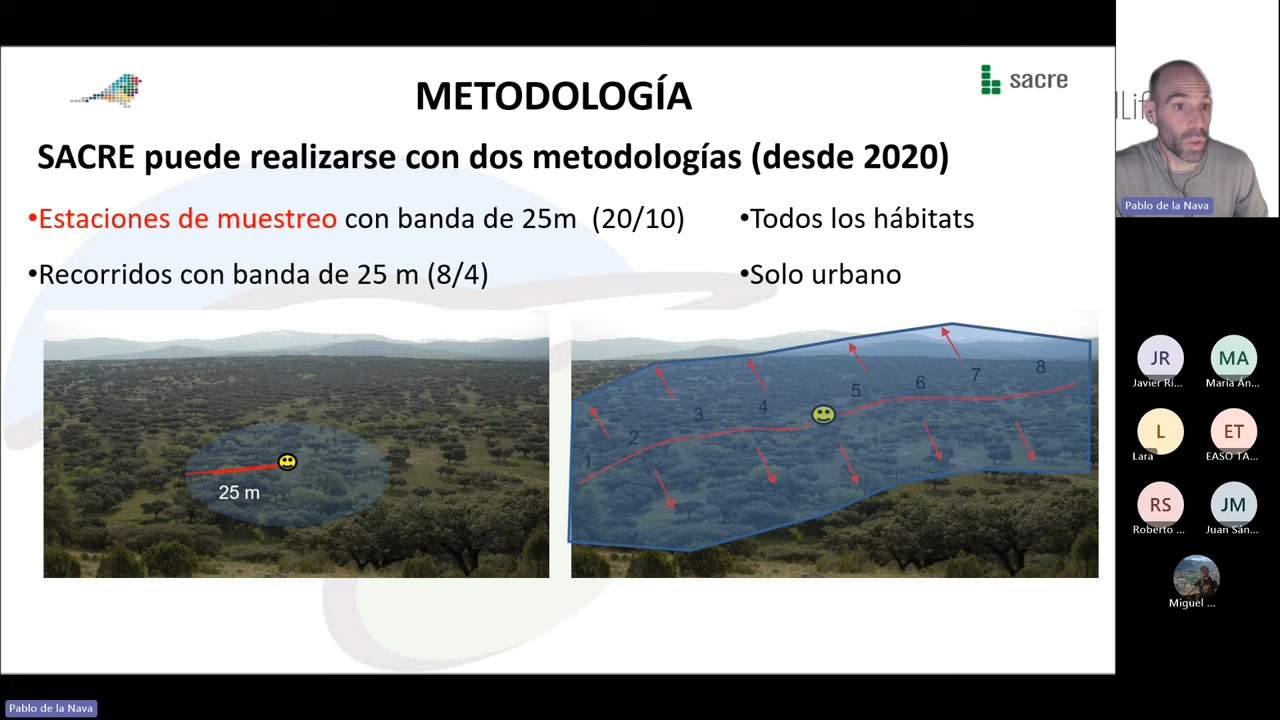 METODOLOGÍA
sacre
SACRE puede realizarse con dos metodologías (desde 2020)
•Estaciones de muestreo con banda de 25m (20/10)
•Todos los hábitats
•Recorridos con banda de 25 m (8/4)
•Solo urbano
25 m
1
2
3
4
5
6
7
8
Pablo de la Nava
JR
Javier Rí...
MA
María Án...
L
Lara
ET
EASO TA...
RS
Roberto ...
JM
Juan Sán...
Miguel ...
Pablo de la Nava